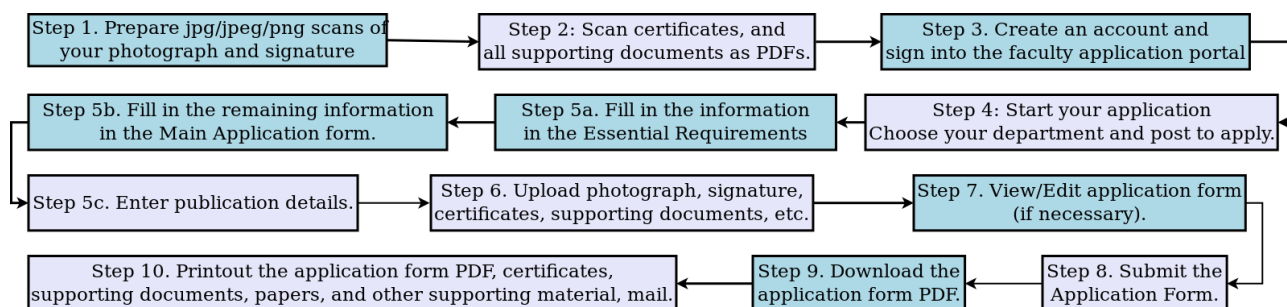 Step 1. Prepare jpg/jpeg/png scans of
your photograph and signature
Step 2: Scan certificates, and
all supporting documents as PDFs.
Step 3. Create an account and
sign into the faculty application portal
Step 4: Start your application
Choose your department and post to apply.
Step 5a. Fill in the information
in the Essential Requirements
Step 5b. Fill in the remaining information
in the Main Application form.
Step 5c. Enter publication details.
Step 6. Upload photograph, signature,
certificates, supporting documents, etc.
Step 7. View/Edit application form
(if necessary).
Step 8. Submit the
Application Form.
Step 9. Download the
application form PDF.
Step 10. Printout the application form PDF, certificates,
supporting documents, papers, and other supporting material, mail.